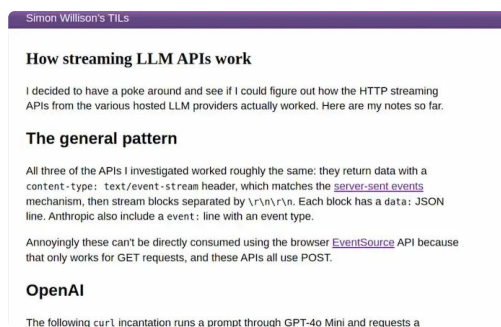 Simon Willison's TILs
How streaming LLM APIs work
I decided to have a poke around and see if I could figure out how the HTTP streaming
APIs from the various hosted LLM providers actually worked. Here are my notes so far.
The general pattern
All three of the APIs I investigated worked roughly the same: they return data with a
content-type: text/event-stream header, which matches the server-sent events
mechanism, then stream blocks separated by \r\n\r\n. Each block has a data: JSON
line. Anthropic also include a event: line with an event type.
Annoyingly these can't be directly consumed using the browser EventSource API because
that only works for GET requests, and these APIs all use POST.
OpenAI
The following curl incantation runs a prompt through GPT-4o Mini and requests a